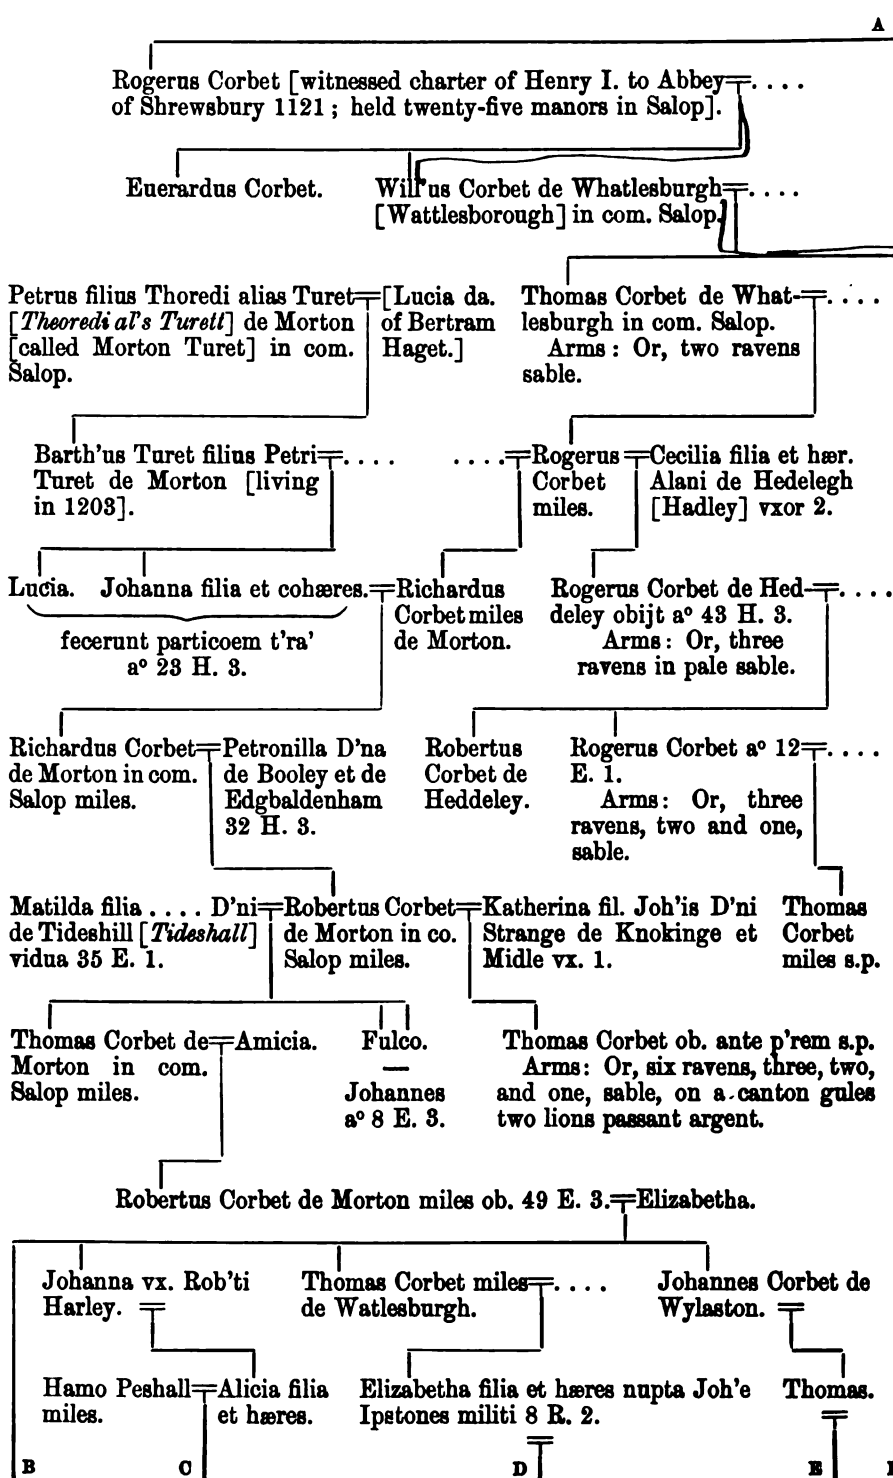 A
Rogerus Corbet [witnessed charter of Henry I. to Abbey=....
of Shrewsbury 1121; held twenty-five manors in Salop].
Euerardus Corbet.
Will'us Corbet de Whatlesburgh=....
[Wattlesborough] in com. Salop.
Petrus filius Thoredi alias Turet=[Lucia da.
[Theoredi al's Turett] de Morton of Bertram
[called Morton Turet] in com. Haget.]
Salop.
Thomas Corbet de What-=....
lesburgh in com. Salop.
Arms: Or, two ravens
sable.
Barth'us Turet filius Petri=....
Turet de Morton [living
in 1203].
....=Rogerus=Cecilia filia et hær.
Corbet Alani de Hedelegh
miles. [Hadley] vxor 2.
Lucia. Johanna filia et cohæres.=Richardus
Corbet miles
de Morton.
fecerunt particoem t'ra'
aº 23 H. 3.
Rogerus Corbet de Hed-=....
deley obijt aº 43 H. 3.
Arms: Or, three
ravens in pale sable.
Richardus Corbet=Petronilla D'na
de Morton in com. de Booley et de
Salop miles. Edgbaldenham
32 H. 3.
Robertus
Corbet de
Heddeley.
Rogerus Corbet aº 12=....
E. 1.
Arms: Or, three
ravens, two and one,
sable.
Matilda filia .... D'ni=Robertus Corbet=Katherina fil. Joh'is D'ni
de Tideshill [Tideshall] de Morton in co. Strange de Knokinge et
vidua 35 E. 1. Salop miles. Midle vx. 1.
Thomas
Corbet
miles s.p.
Thomas Corbet de=Amicia.
Morton in com.
Salop miles.
Fulco.
—
Johannes
aº 8 E. 3.
Thomas Corbet ob. ante p'rem s.p.
Arms: Or, six ravens, three, two,
and one, sable, on a canton gules
two lions passant argent.
Robertus Corbet de Morton miles ob. 49 E. 3.=Elizabetha.
Johanna vx. Rob'ti
Harley. =
Thomas Corbet miles=....
de Watlesburgh.
Johannes Corbet de
Wylaston. =
Hamo Peshall=Alicia filia
miles. et hæres.
Elizabetha filia et hæres nupta Joh'e
Ipstones militi 8 R. 2.
=
Thomas.
=
B C D E